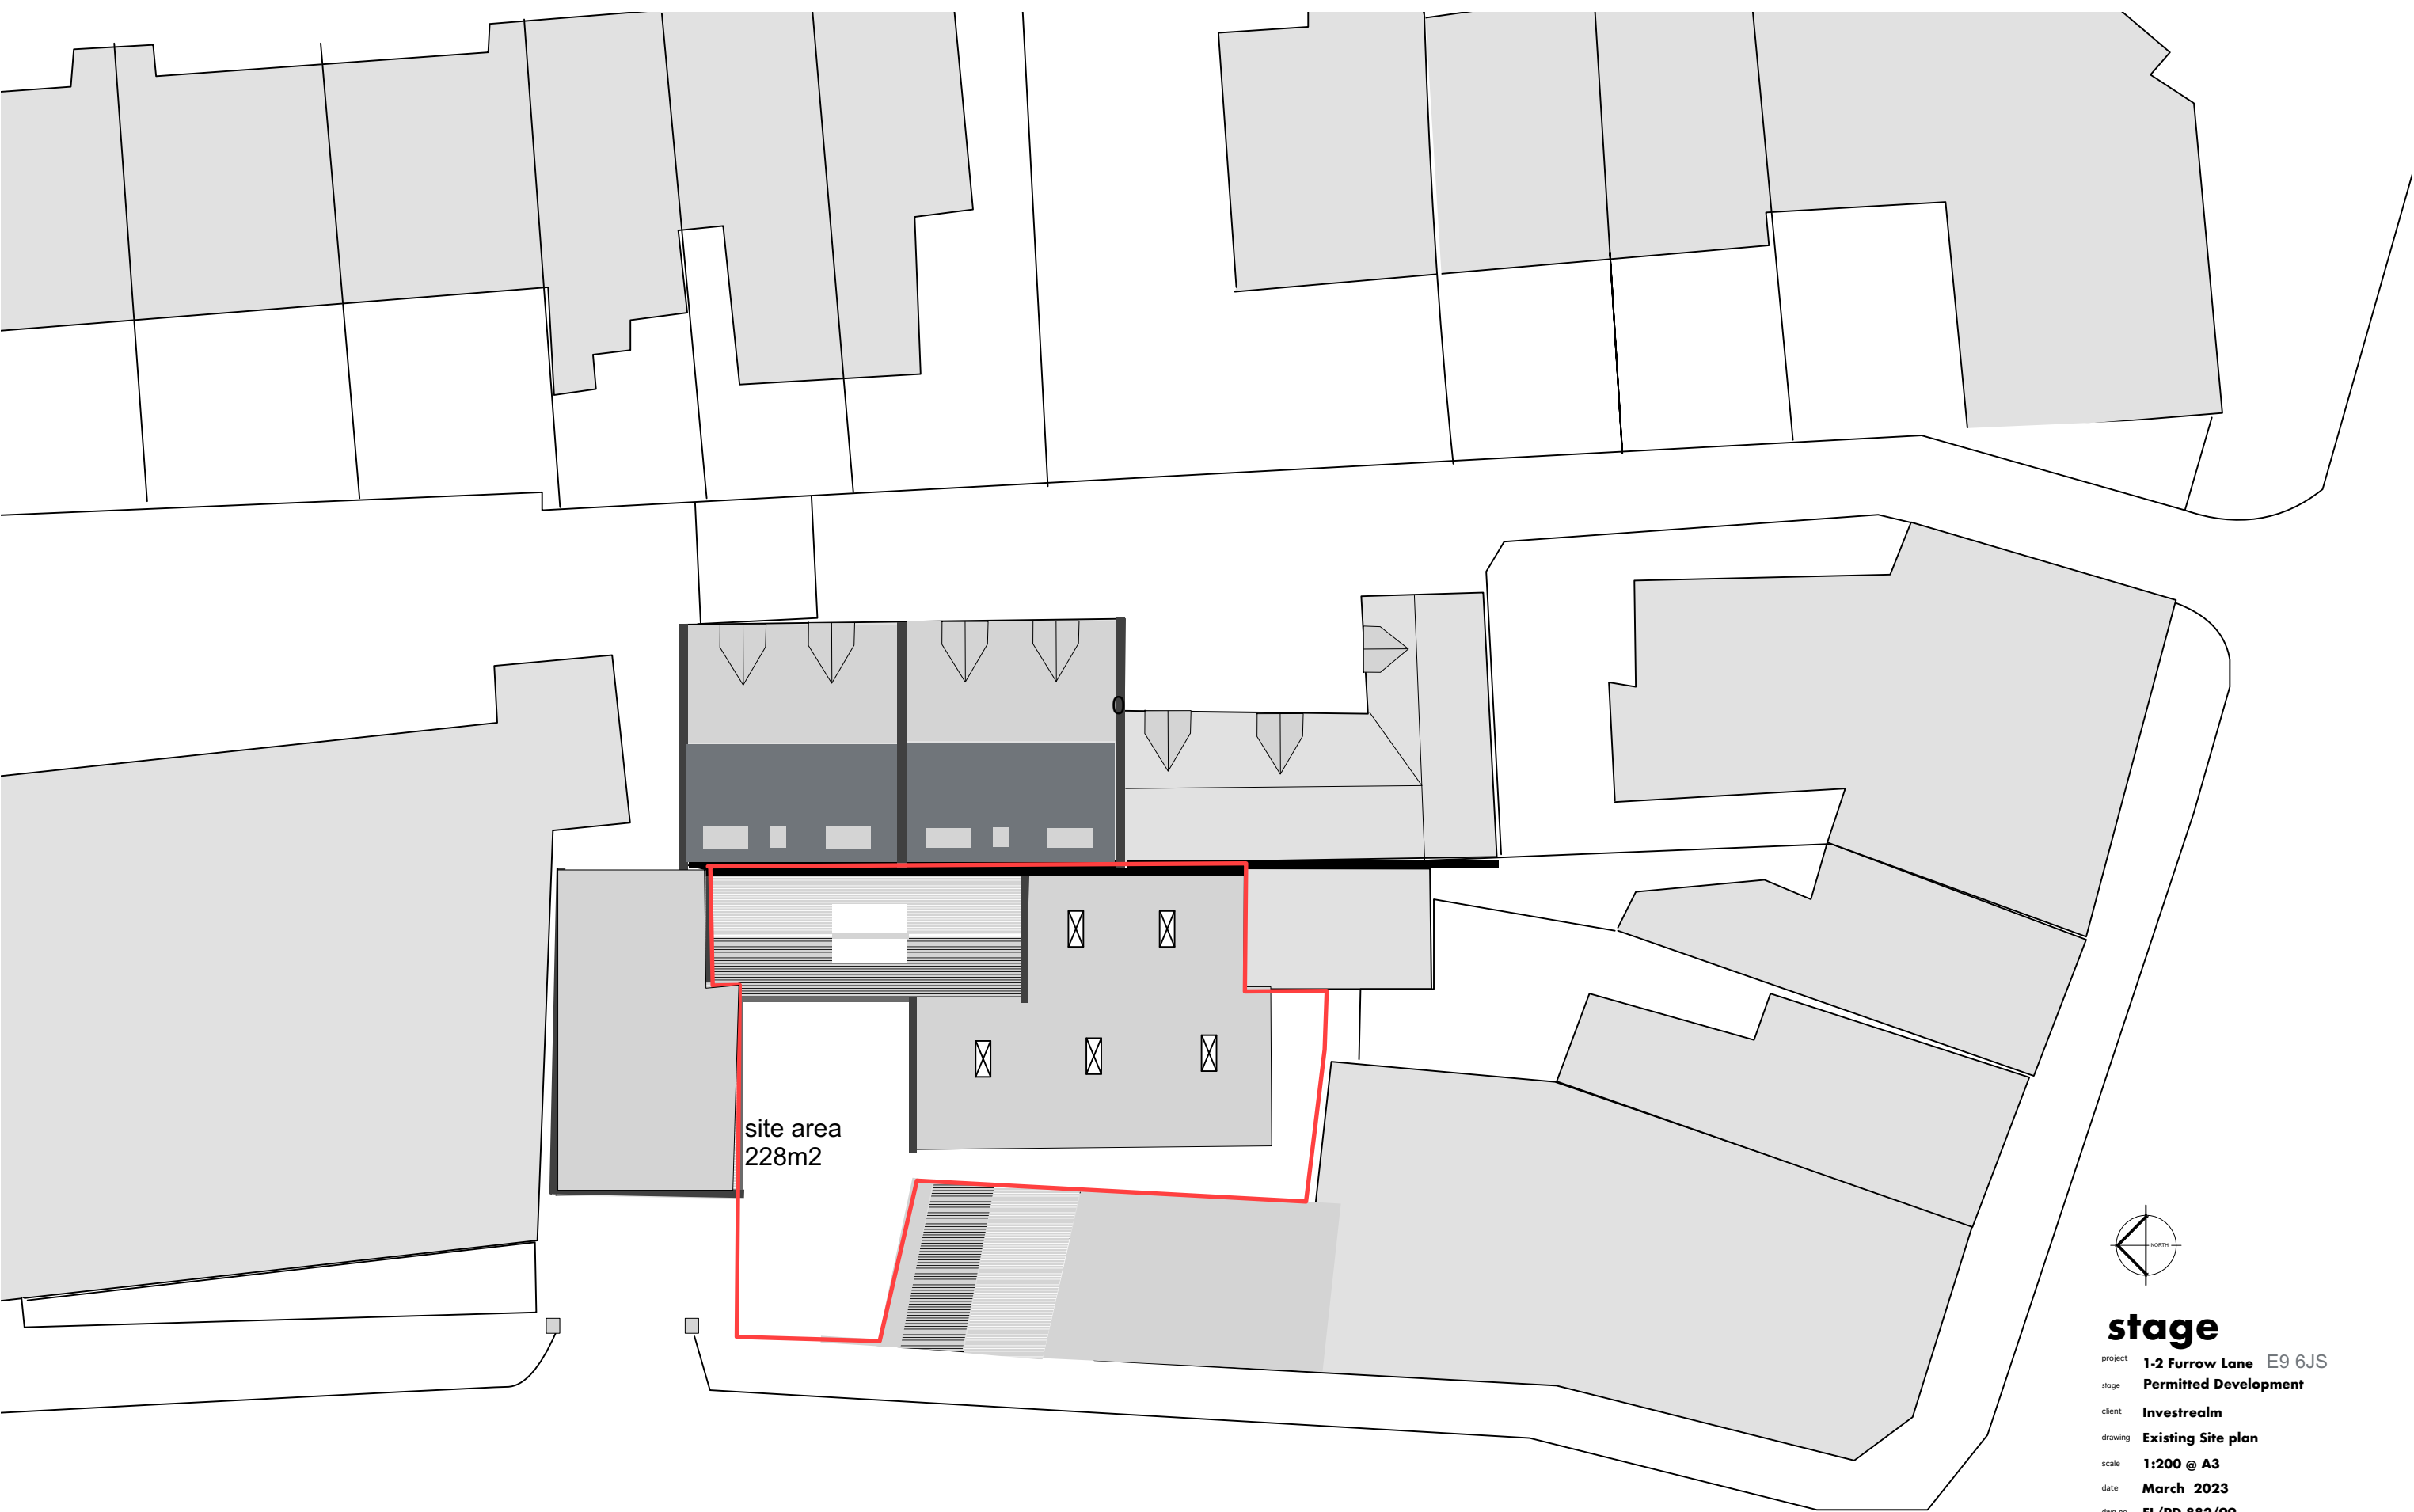 0
site area
228m2
NORTH
stage
project 1-2 Furrow Lane E9 6JS
stage Permitted Development
client Investrealm
drawing Existing Site plan
scale 1:200 @ A3
date March 2023